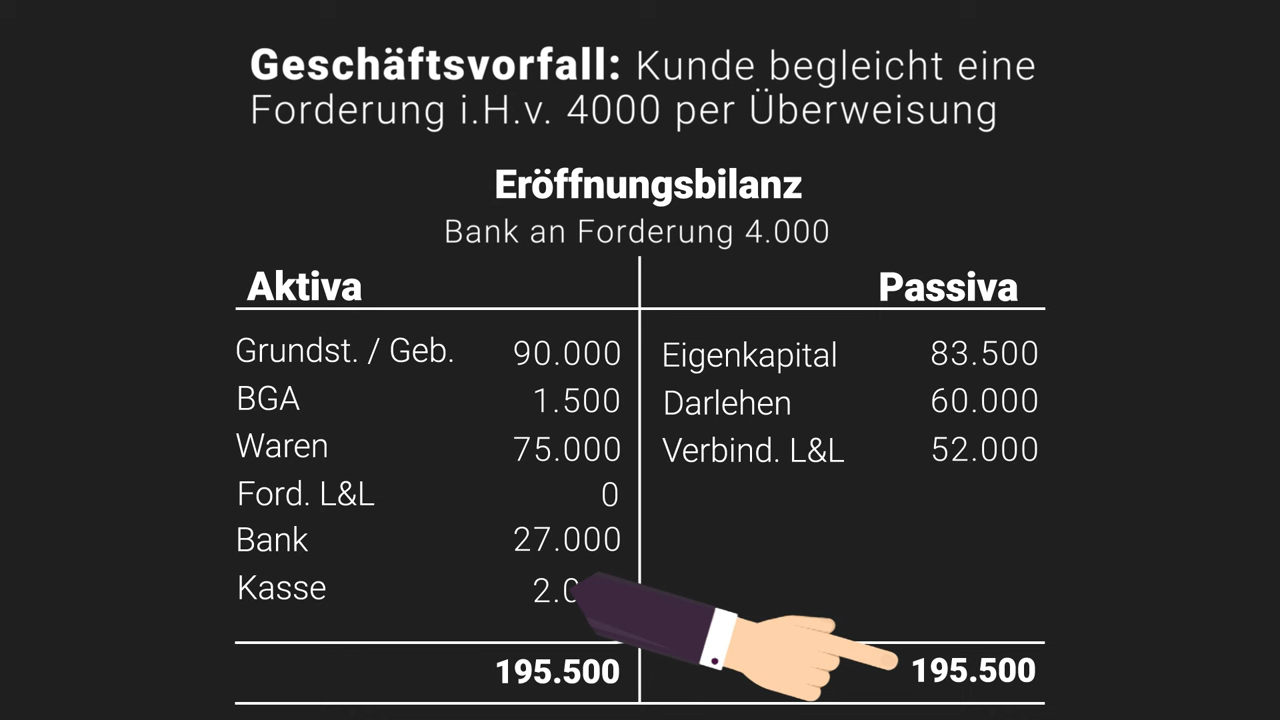 Geschäftsvorfall: Kunde begleicht eine
Forderung i.H.v. 4000 per Überweisung
Eröffnungsbilanz
Bank an Forderung 4.000
Aktiva Passiva
Grundst. / Geb. 90.000 Eigenkapital 83.500
BGA 1.500 Darlehen 60.000
Waren 75.000 Verbind. L&L 52.000
Ford. L&L 0
Bank 27.000
Kasse
195.500 195.500